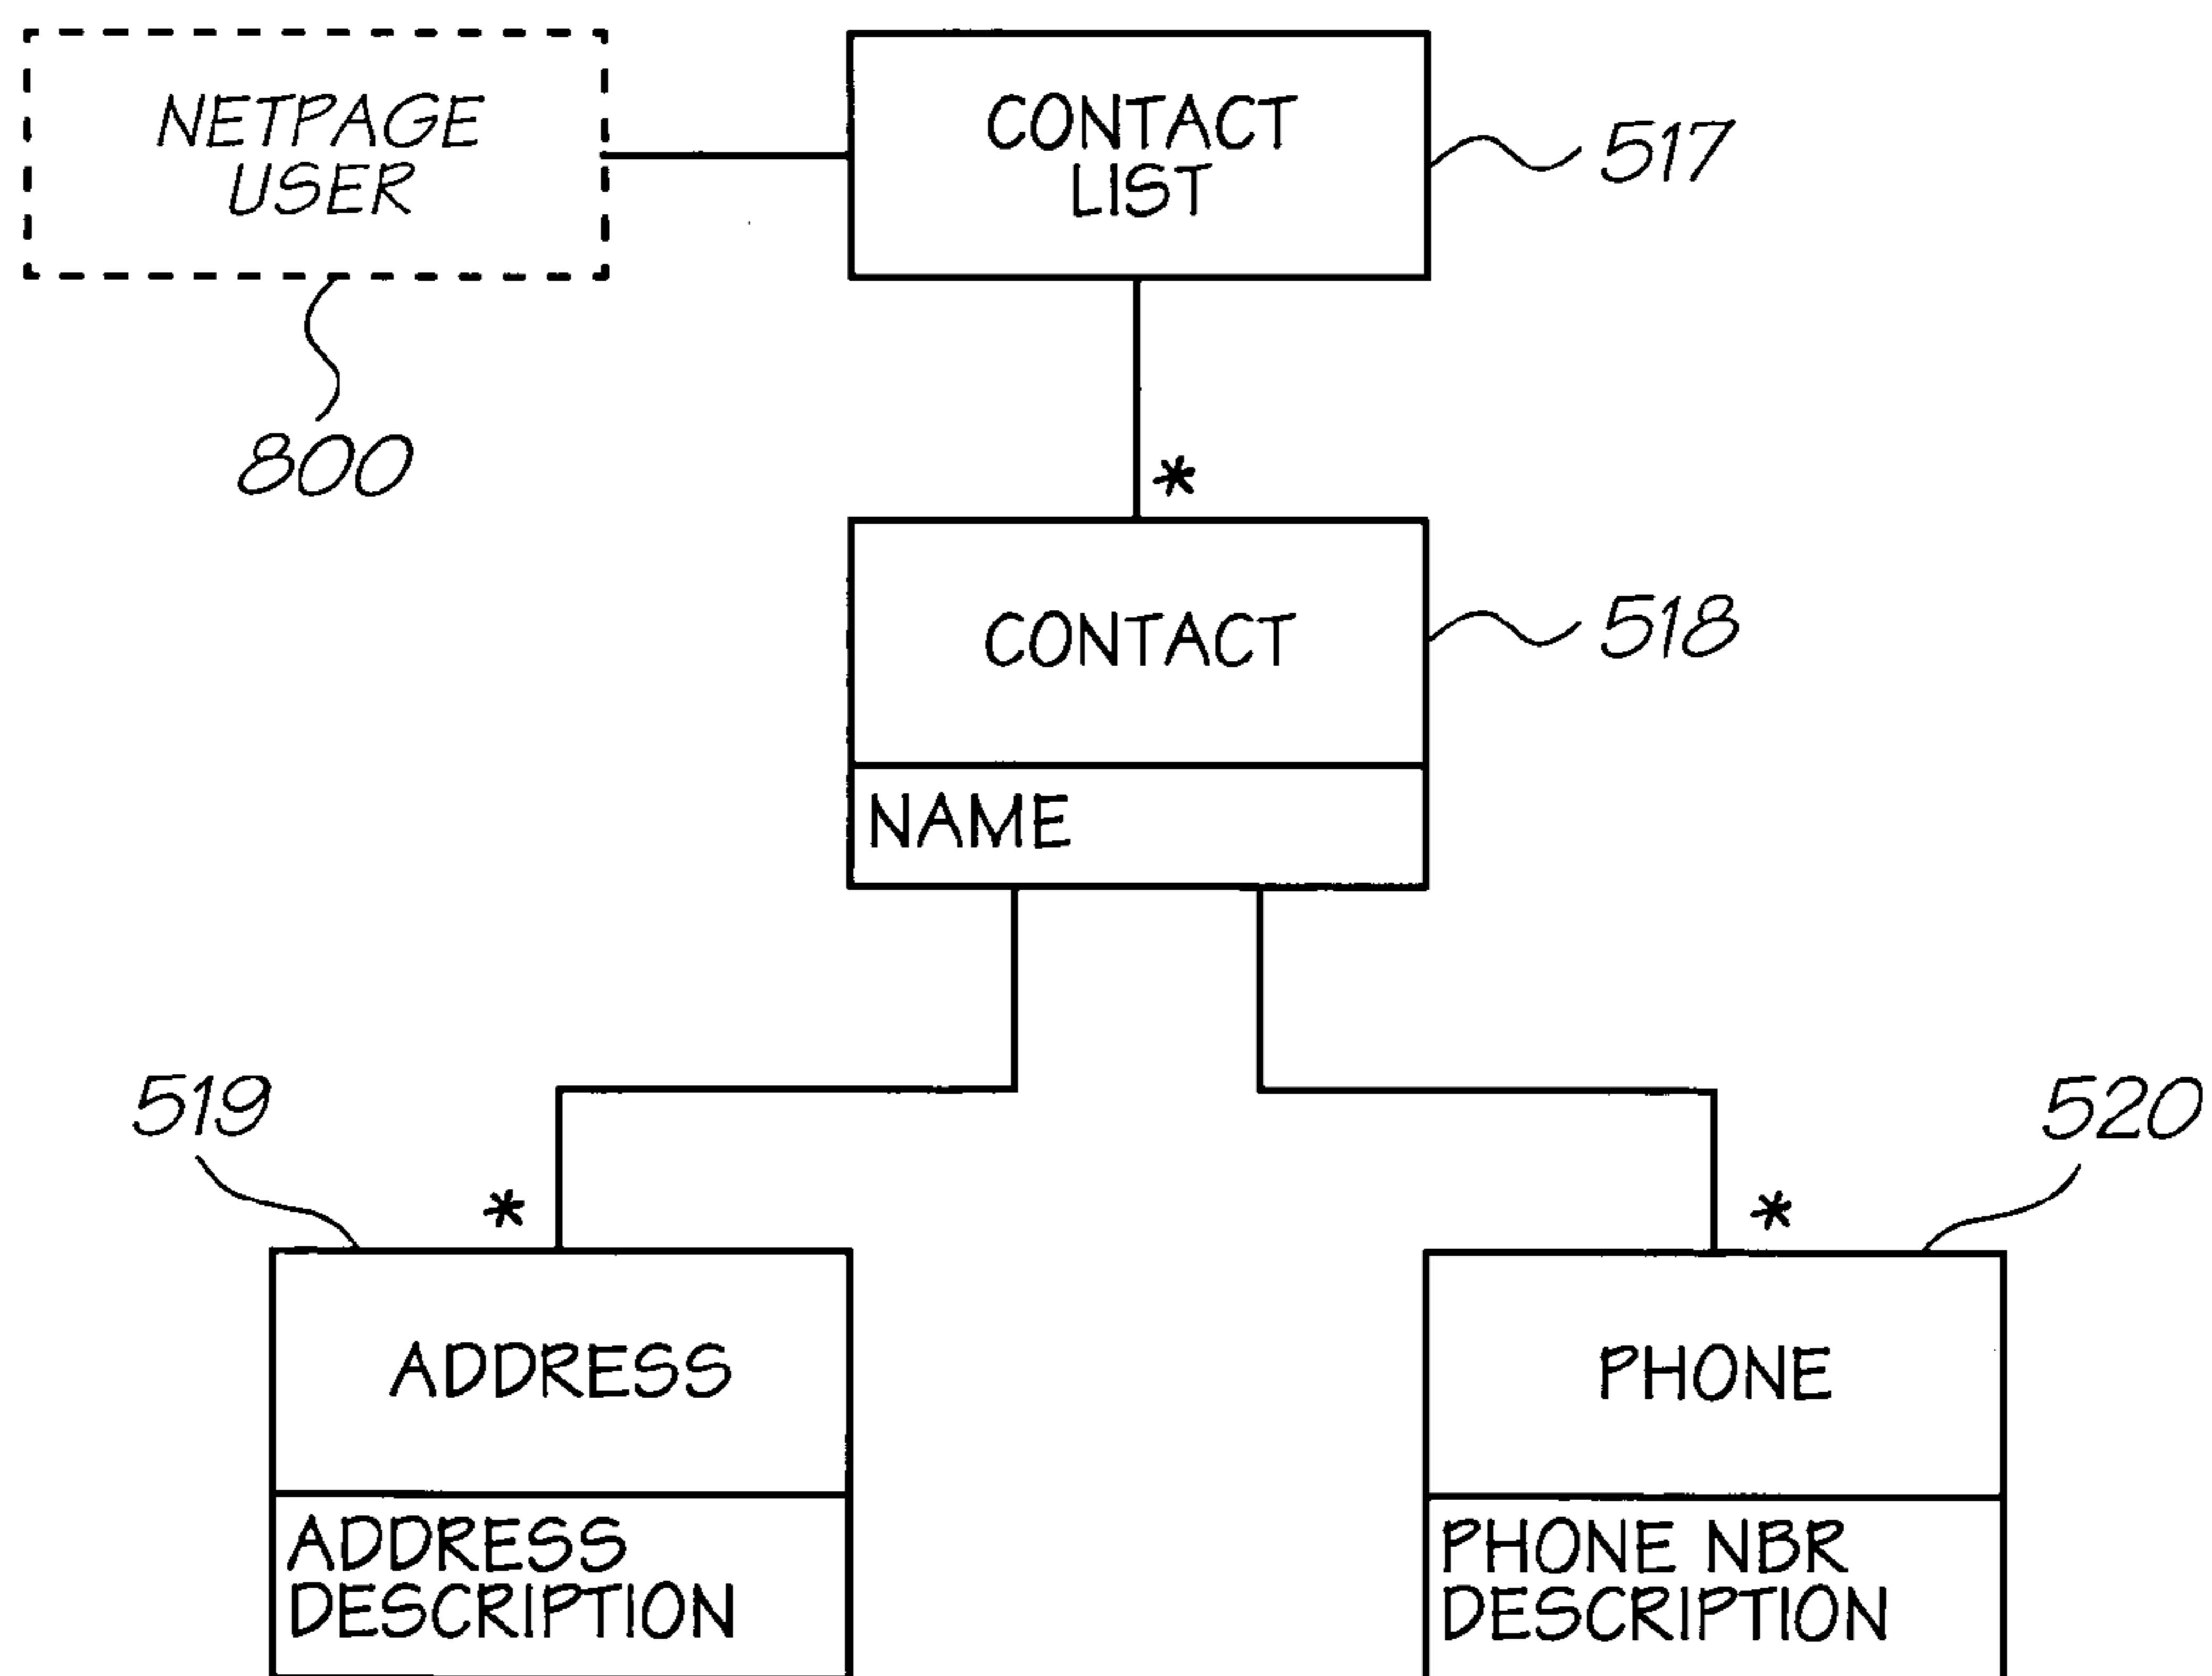 NETPAGE
USER
CONTACT
LIST
517
800
*
CONTACT
518
NAME
519
520
*
*
ADDRESS
PHONE
ADDRESS
DESCRIPTION
PHONE NBR
DESCRIPTION